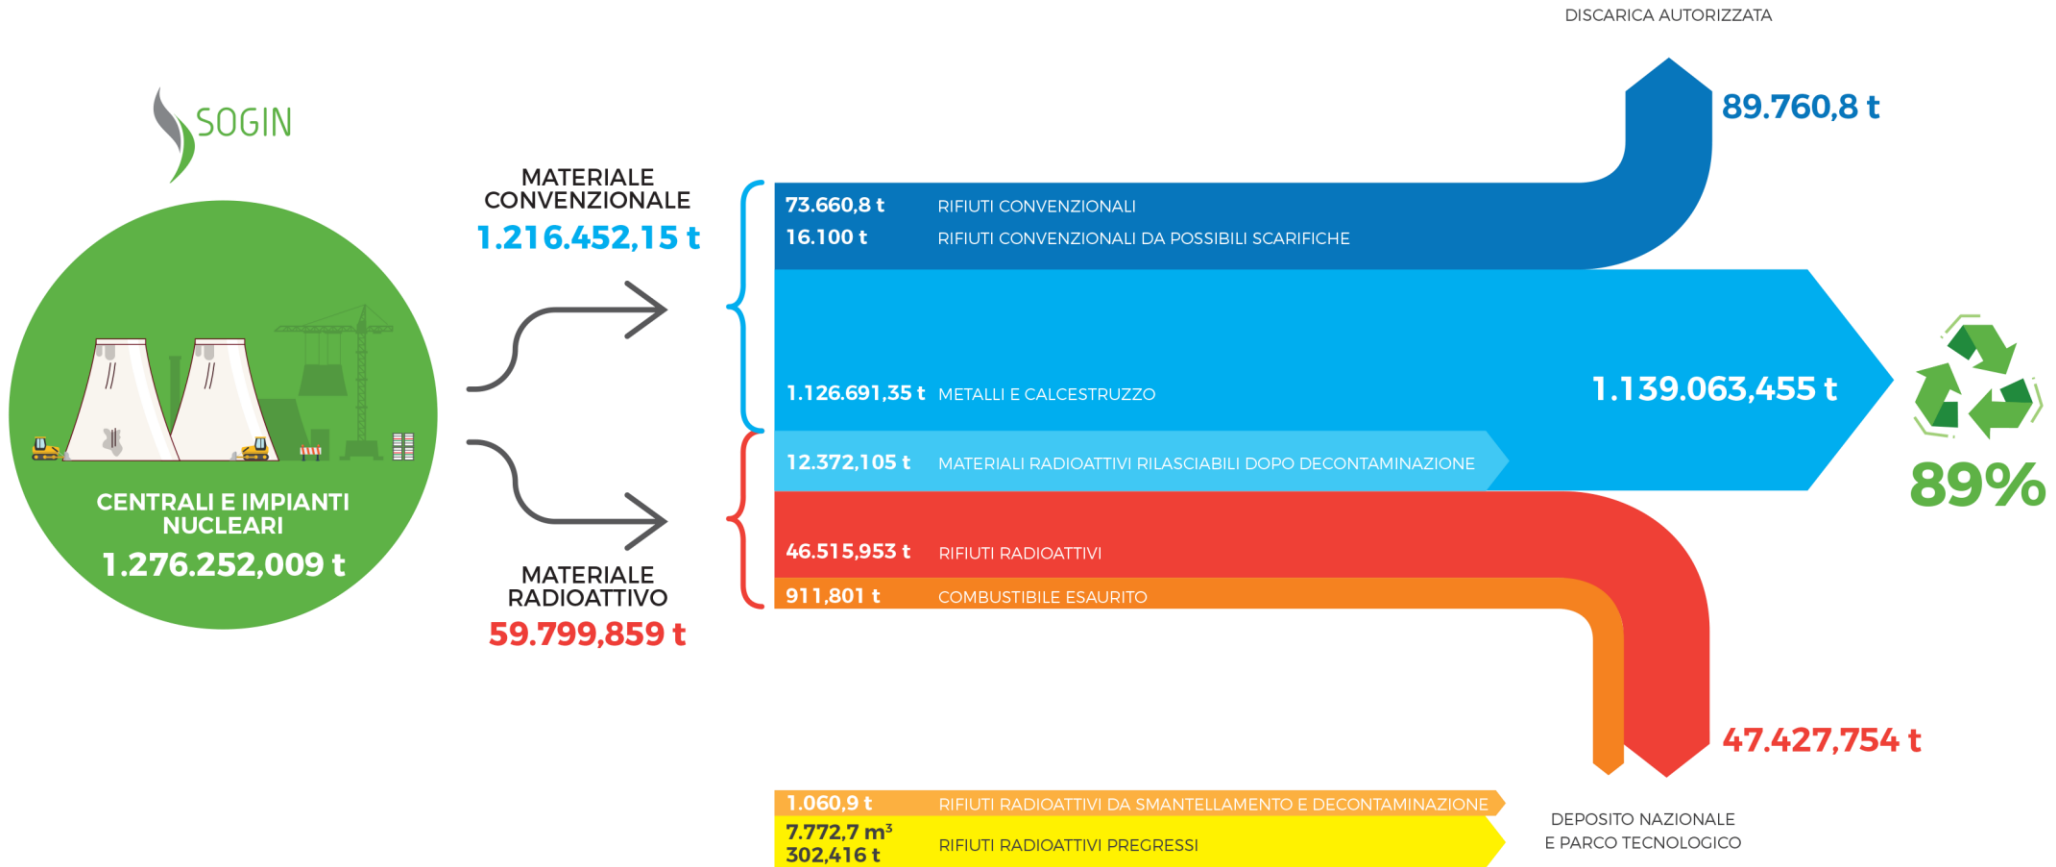 DISCARICA AUTORIZZATA
89.760,8 t
SOGIN
CENTRALI E IMPIANTI
NUCLEARI
1.276.252,009 t
MATERIALE
CONVENZIONALE
1.216.452,15 t
MATERIALE
RADIOATTIVO
59.799,859 t
73.660,8 t RIFIUTI CONVENZIONALI
16.100 t RIFIUTI CONVENZIONALI DA POSSIBILI SCARIFICHE
1.126.691,35 t METALLI E CALCESTRUZZO
1.139.063,455 t
89%
12.372,105 t MATERIALI RADIOATTIVI RILASCIABILI DOPO DECONTAMINAZIONE
46.515,953 t RIFIUTI RADIOATTIVI
911,801 t COMBUSTIBILE ESAURITO
47.427,754 t
1.060,9 t RIFIUTI RADIOATTIVI DA SMANTELLAMENTO E DECONTAMINAZIONE
7.772,7 m³
302,416 t RIFIUTI RADIOATTIVI PREGRESSI
DEPOSITO NAZIONALE
E PARCO TECNOLOGICO